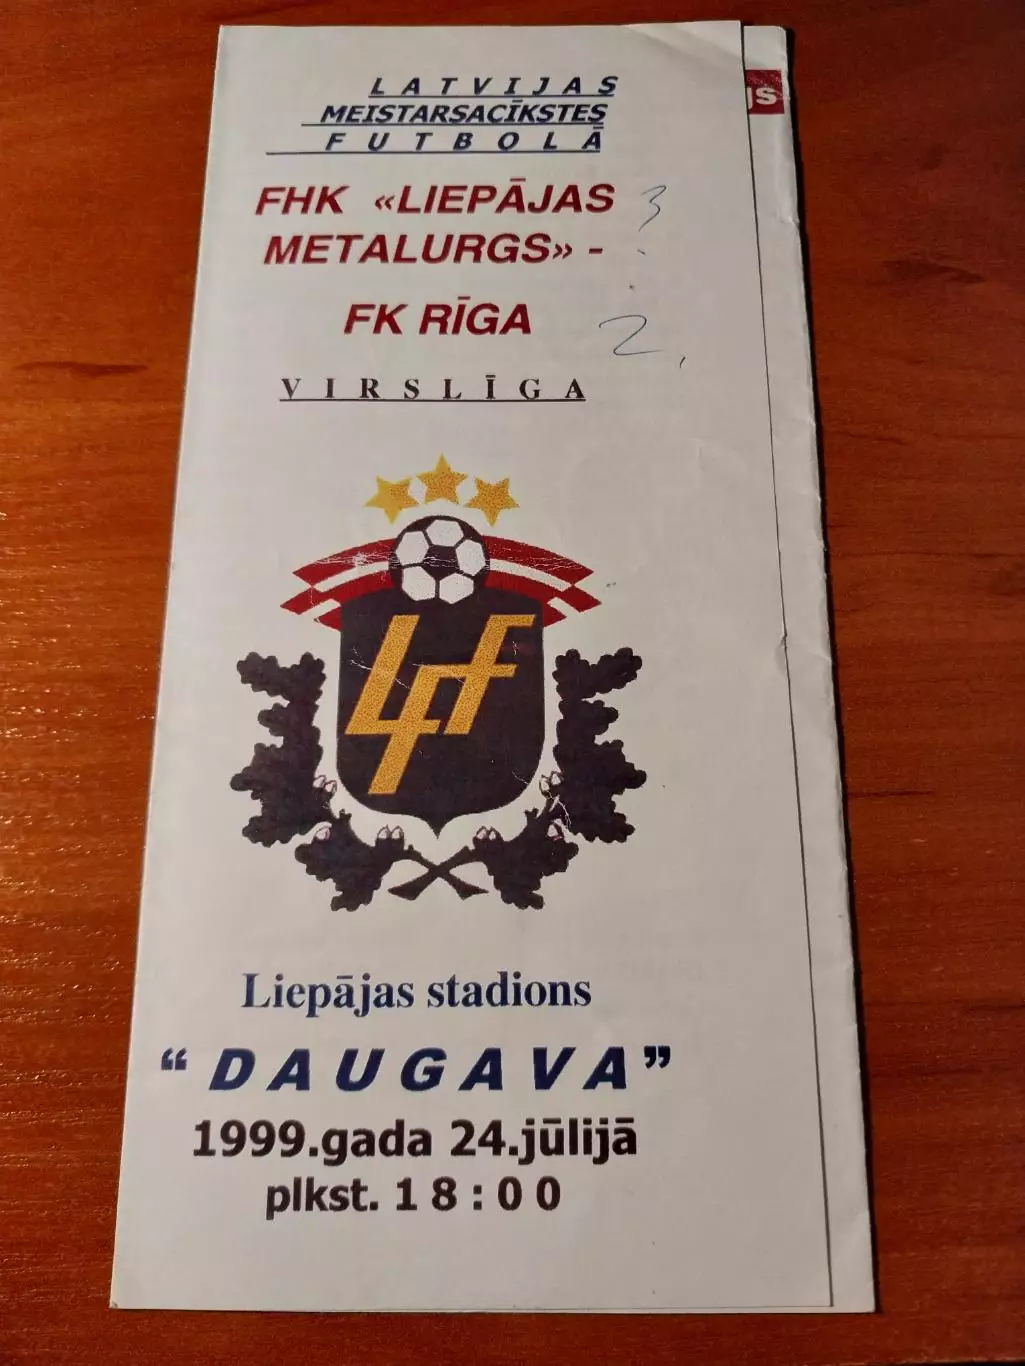 LATVIJAS
MEISTARSACĪKSTES
FUTBOLĀ
FHK «LIEPĀJAS 3
METALURGS» - :
FK RĪGA 2.
VIRSLĪGA
LFF
Liepājas stadions
“DAUGAVA”
1999.gada 24.jūlijā
plkst. 18:00